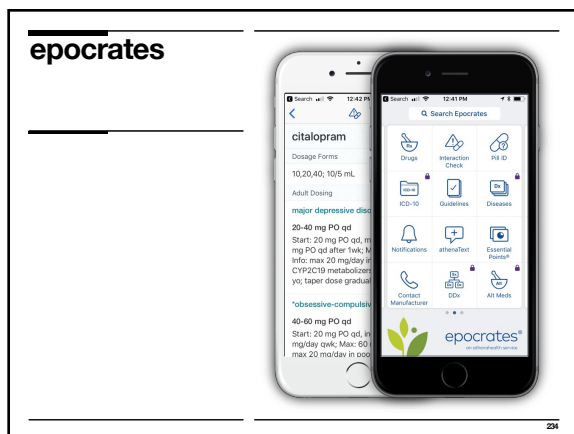 epocrates
Search 12:42 PM
citalopram
Dosage Forms
10,20,40; 10/5 mL
Adult Dosing
major depressive
20-40 mg PO qd
Start: 20 mg PO qd,
mg PO qd after 1wk;
Info: max 20 mg/day in
CYP2C19 metabolizers
yo; taper dose
*obsessive-compulsiv
40-60 mg PO qd
Start: 20 mg PO qd,
mg/day qwk; Max: 60
max 20 mg/day in poo
Search 12:41 PM
Search Epocrates
Rx
Drugs
Interaction
Check
Pill ID
ICD-10
ICD-10
Guidelines
Dx
Diseases
Notifications
athenaText
Essential
Points®
Contact
Manufacturer
Dx
DDx
Alt
Alt Meds
epocrates®
an athenahealth service
234